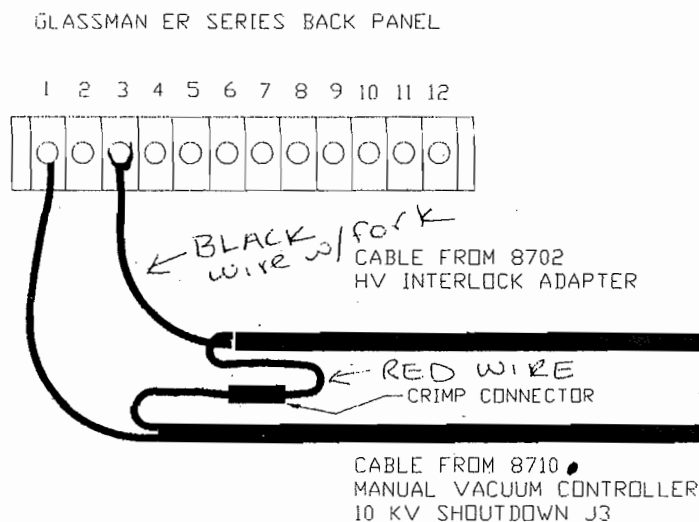 GLASSMAN ER SERIES BACK PANEL
1 2 3 4 5 6 7 8 9 10 11 12
BLACK
wire w/fork
CABLE FROM 8702
HV INTERLOCK ADAPTER
RED WIRE
CRIMP CONNECTOR
CABLE FROM 8710
MANUAL VACUUM CONTROLLER
10 KV SHOUTDOWN J3